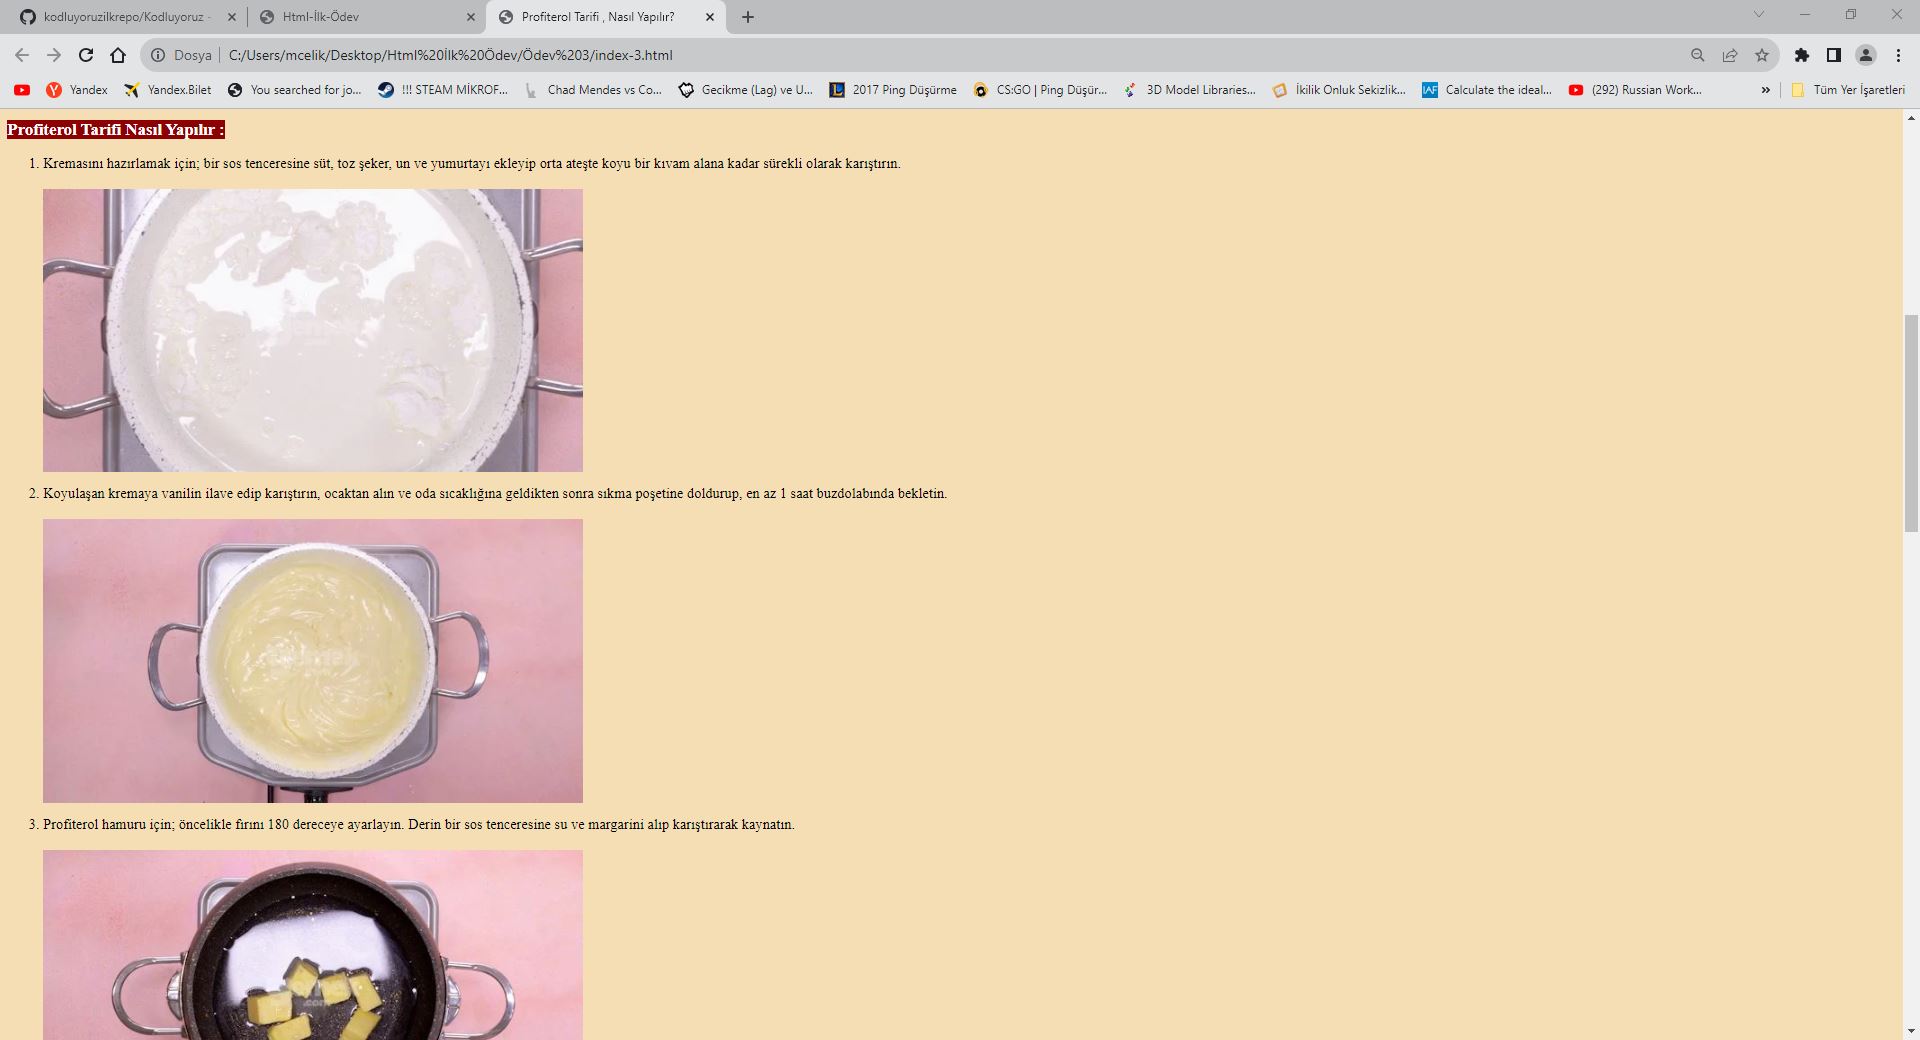 kodluyoruzilkrepo/Kodluyoruz -
Html-İlk-Ödev
Profiterol Tarifi , Nasıl Yapılır?
Dosya
C:/Users/mcelik/Desktop/Html%20İlk%20Ödev/Ödev%203/index-3.html
Yandex
Yandex.Bilet
You searched for jo...
!!! STEAM MİKROF...
Chad Mendes vs Co...
Gecikme (Lag) ve U...
2017 Ping Düşürme
CS:GO | Ping Düşür...
3D Model Libraries...
İkilik Onluk Sekizlik...
IAF Calculate the ideal...
(292) Russian Work...
»
Tüm Yer İşaretleri
Profiterol Tarifi Nasıl Yapılır :
1. Kremasını hazırlamak için; bir sos tenceresine süt, toz şeker, un ve yumurtayı ekleyip orta ateşte koyu bir kıvam alana kadar sürekli olarak karıştırın.
2. Koyulaşan kremaya vanilin ilave edip karıştırın, ocaktan alın ve oda sıcaklığına geldikten sonra sıkma poşetine doldurup, en az 1 saat buzdolabında bekletin.
3. Profiterol hamuru için; öncelikle fırını 180 dereceye ayarlayın. Derin bir sos tenceresine su ve margarini alıp karıştırarak kaynatın.